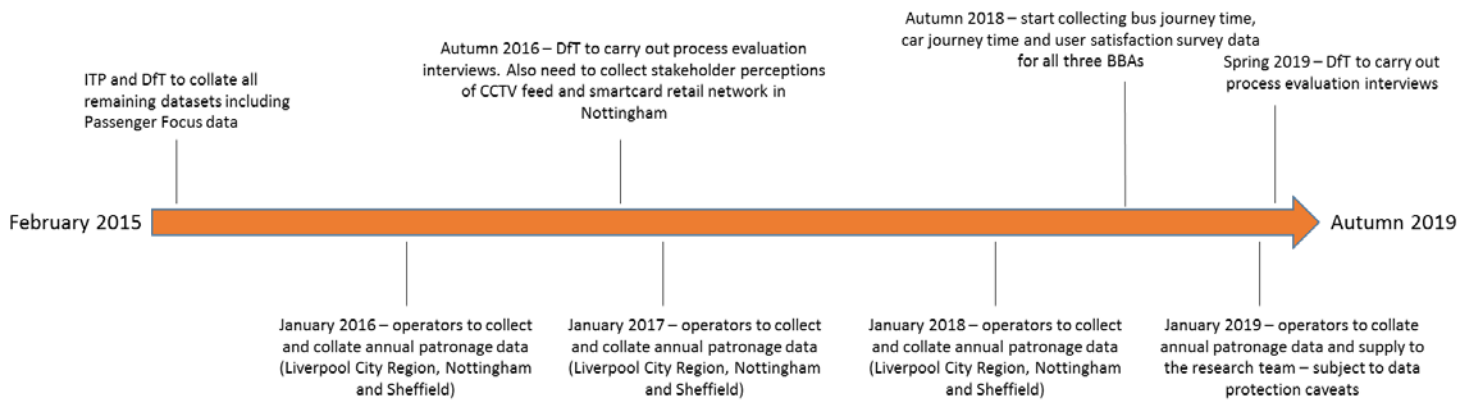 ITP and DfT to collate all
remaining datasets including
Passenger Focus data
Autumn 2016 – DfT to carry out process evaluation
interviews. Also need to collect stakeholder perceptions
of CCTV feed and smartcard retail network in
Nottingham
Autumn 2018 – start collecting bus journey time,
car journey time and user satisfaction survey data
for all three BBAs
Spring 2019 – DfT to carry out
process evaluation interviews
February 2015
Autumn 2019
January 2016 – operators to collect
and collate annual patronage data
(Liverpool City Region, Nottingham
and Sheffield)
January 2017 – operators to collect
and collate annual patronage data
(Liverpool City Region, Nottingham
and Sheffield)
January 2018 – operators to collect
and collate annual patronage data
(Liverpool City Region, Nottingham
and Sheffield)
January 2019 – operators to collate
annual patronage data and supply to
the research team – subject to data
protection caveats